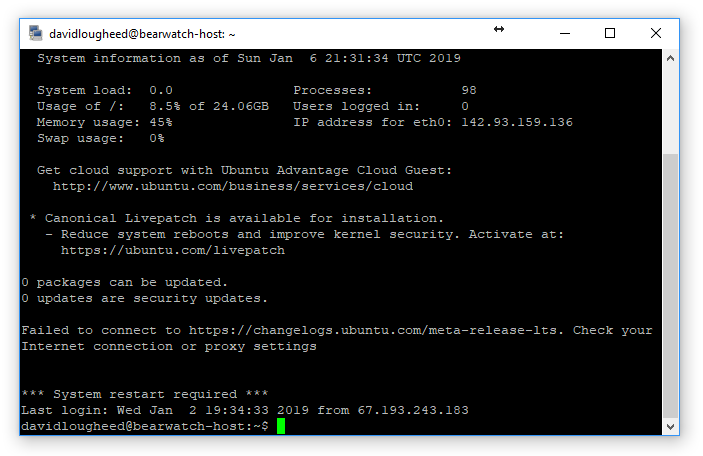 davidlougheed@bearwatch-host: ~
System information as of Sun Jan  6 21:31:34 UTC 2019
System load:  0.0               Processes:           98
Usage of /:   8.5% of 24.06GB   Users logged in:     0
Memory usage: 45%               IP address for eth0: 142.93.159.136
Swap usage:   0%
Get cloud support with Ubuntu Advantage Cloud Guest:
http://www.ubuntu.com/business/services/cloud
* Canonical Livepatch is available for installation.
- Reduce system reboots and improve kernel security. Activate at:
https://ubuntu.com/livepatch
0 packages can be updated.
0 updates are security updates.
Failed to connect to https://changelogs.ubuntu.com/meta-release-lts. Check your
Internet connection or proxy settings
*** System restart required ***
Last login: Wed Jan  2 19:34:33 2019 from 67.193.243.183
davidlougheed@bearwatch-host:~$